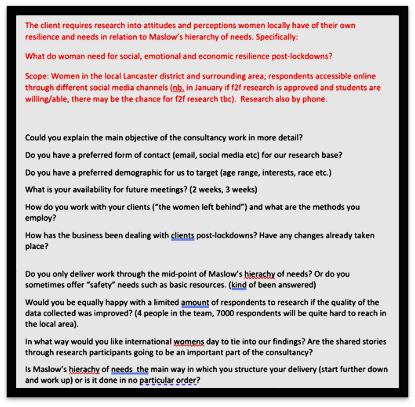 The client requires research into attitudes and perceptions women locally have of their own
resilience and needs in relation to Maslow's hierarchy of needs. Specifically:
What do woman need for social, emotional and economic resilience post-lockdowns?
Scope: Women in the local Lancaster district and surrounding area; respondents accessible online
through different social media channels (nb. in January if f2f research is approved and students are
willing/able, there may be the chance for f2f research tbc). Research also by phone.
Could you explain the main objective of the consultancy work in more detail?
Do you have a preferred form of contact (email, social media etc) for our research base?
Do you have a preferred demographic for us to target (age range, interests, race etc.)
What is your availability for future meetings? (2 weeks, 3 weeks)
How do you work with your clients ("the women left behind") and what are the methods you
employ?
How has the business been dealing with clients post-lockdowns? Have any changes already taken
place?
Do you only deliver work through the mid-point of Maslow's hierachy of needs? Or do you
sometimes offer "safety" needs such as basic resources. (kind of been answered)
Would you be equally happy with a limited amount of respondents to research if the quality of the
data collected was improved? (4 people in the team, 7000 respondents will be quite hard to reach in
the local area).
In what way would you like international womens day to tie into our findings? Are the shared stories
through research participants going to be an important part of the consultancy?
Is Maslow's hierachy of needs the main way in which you structure your delivery (start further down
and work up) or is it done in no particular order?